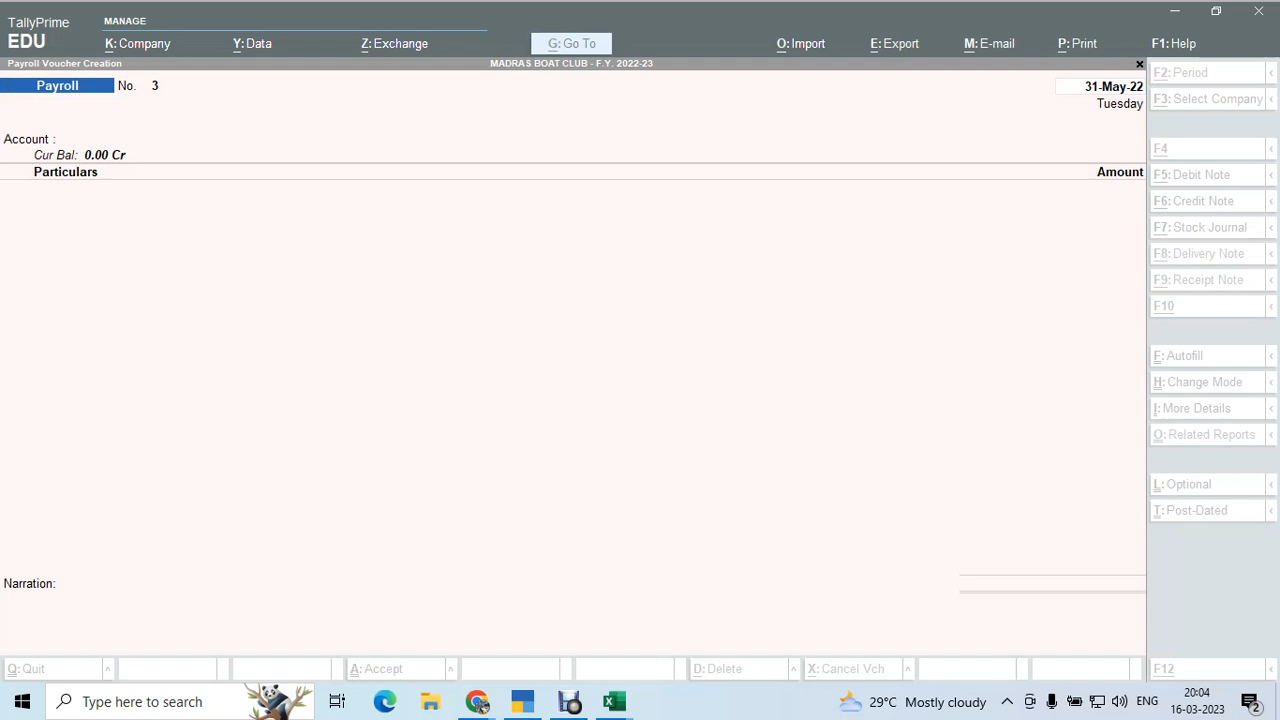 TallyPrime
EDU
MANAGE
K: Company
Y: Data
Z: Exchange
G: Go To
O: Import
E: Export
M: E-mail
P: Print
F1: Help
Payroll Voucher Creation
MADRAS BOAT CLUB - F.Y. 2022-23
Payroll No. 3
31-May-22
Tuesday
Account :
Cur Bal: 0.00 Cr
Particulars
Amount
Narration:
F2: Period
F3: Select Company
F4
F5: Debit Note
F6: Credit Note
F7: Stock Journal
F8: Delivery Note
F9: Receipt Note
F10
F: Autofill
H: Change Mode
I: More Details
O: Related Reports
L: Optional
T: Post-Dated
Q: Quit
A: Accept
D: Delete
X: Cancel Vch
F12
Type here to search
29°C Mostly cloudy
ENG
20:04
16-03-2023
2